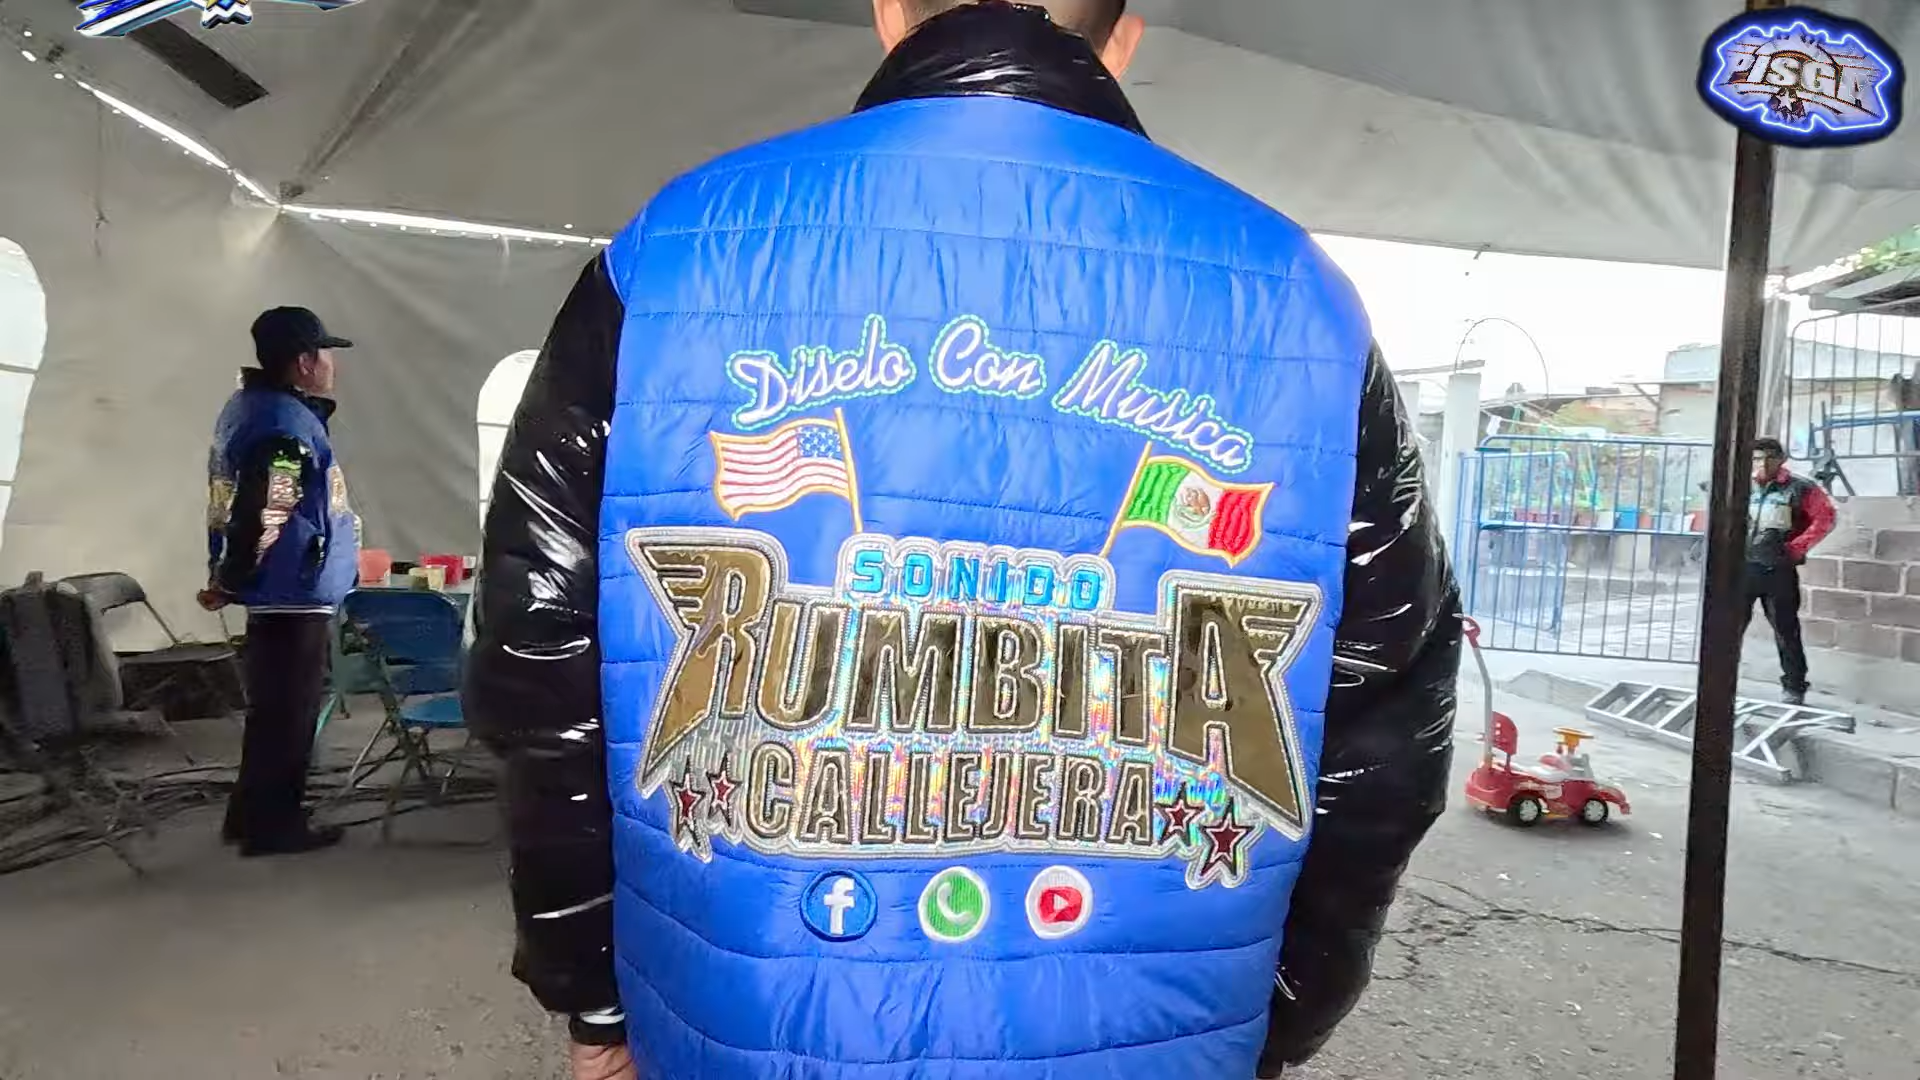 PISGA
Diselo Con Musica
SONIDO
RUMBITA
CALLEJERA